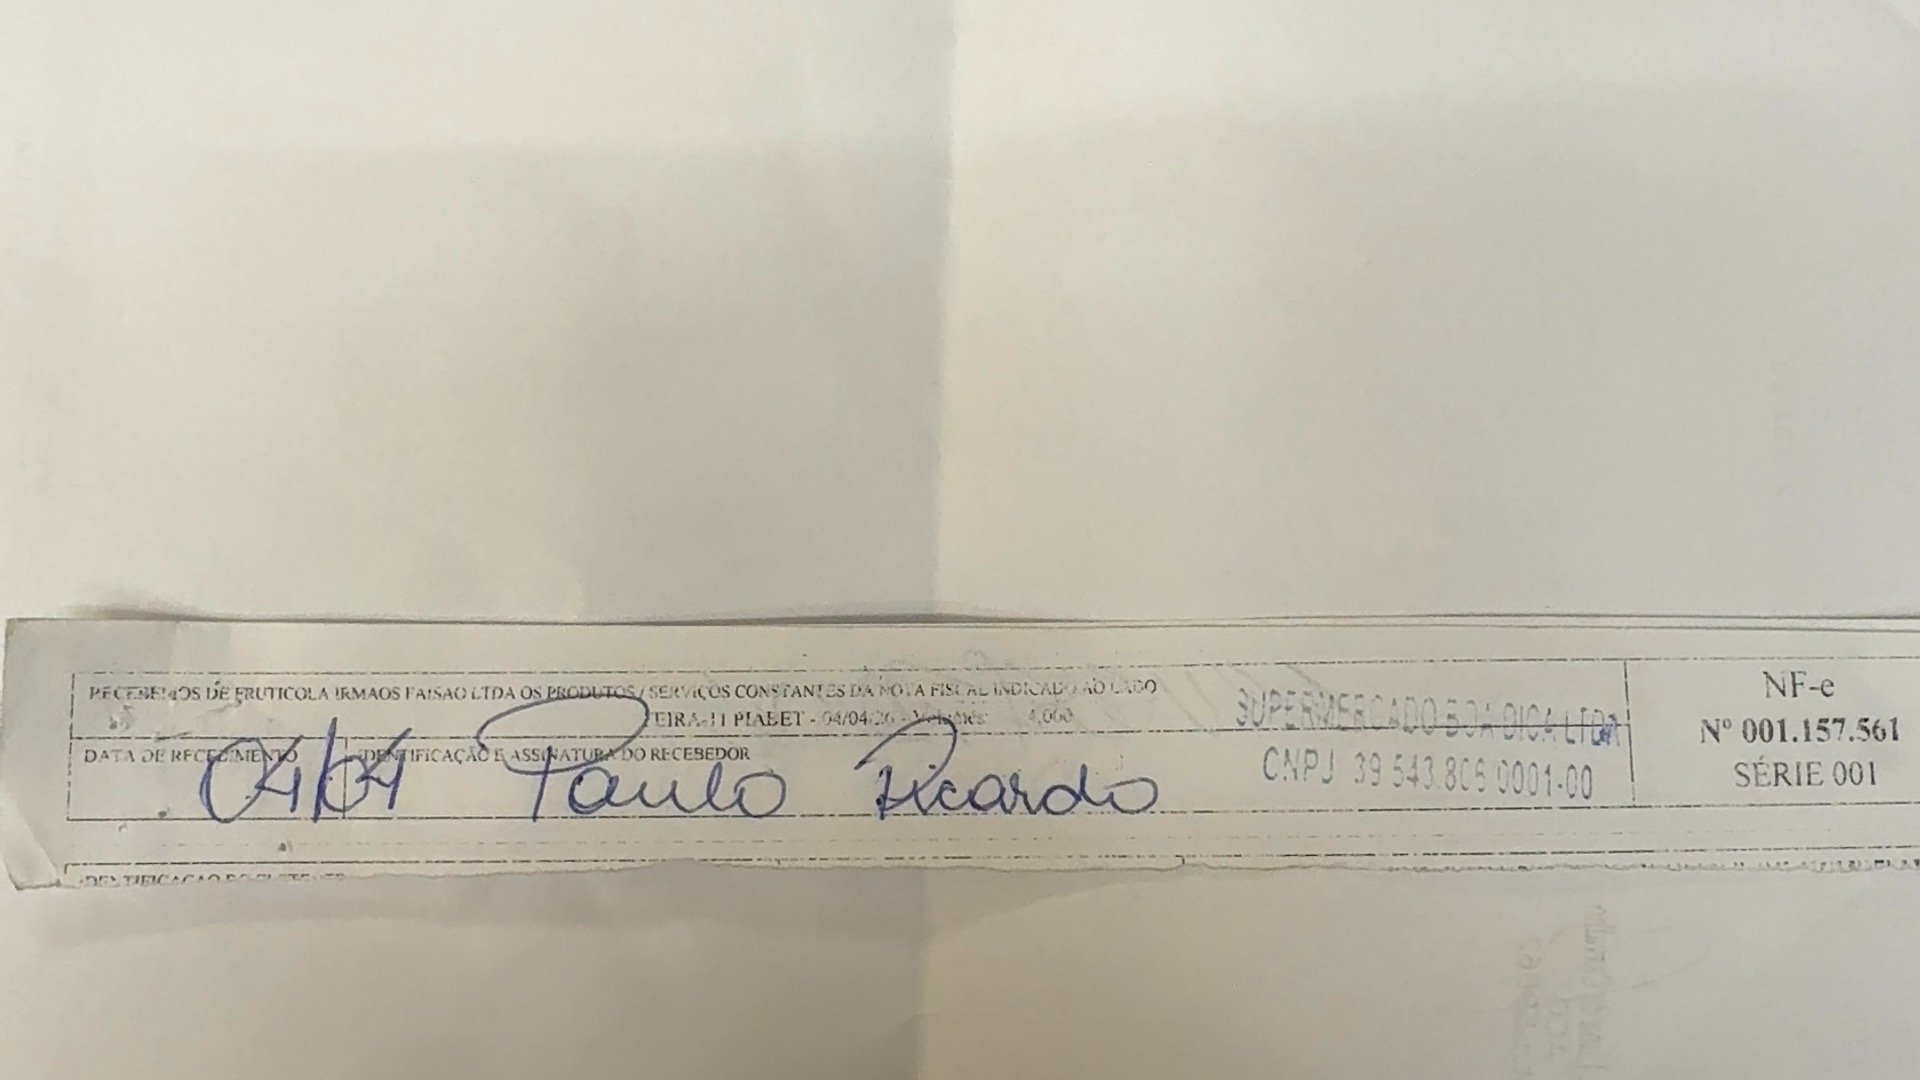 RECEBEMOS DE FRUTICOLA IRMAOS FAISAO LTDA OS PRODUTOS / SERVIÇOS CONSTANTES DA NOTA FISCAL INDICADO AO LADO
EIRA-11 PIABET - 04/04/26 - Volumes: 4,000
DATA DE RECEBIMENTO
04/04
IDENTIFICAÇÃO E ASSINATURA DO RECEBEDOR
Paulo Ricardo
SUPERMERCADO BOA DICA LTDA
CNPJ 39 543.806 0001-00
NF-e
Nº 001.157.561
SÉRIE 001